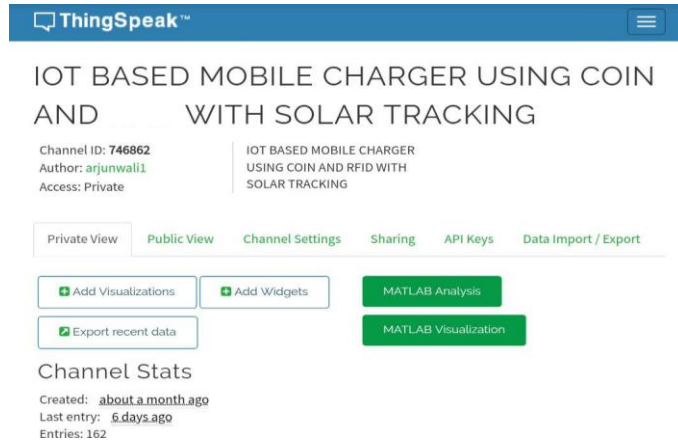 ThingSpeak™
IOT BASED MOBILE CHARGER USING COIN
AND WITH SOLAR TRACKING
Channel ID: 746862
Author: arjunwali1
Access: Private
IOT BASED MOBILE CHARGER
USING COIN AND RFID WITH
SOLAR TRACKING
Private View
Public View
Channel Settings
Sharing
API Keys
Data Import / Export
Add Visualizations
Add Widgets
MATLAB Analysis
Export recent data
MATLAB Visualization
Channel Stats
Created: about a month ago
Last entry: 6 days ago
Entries: 162